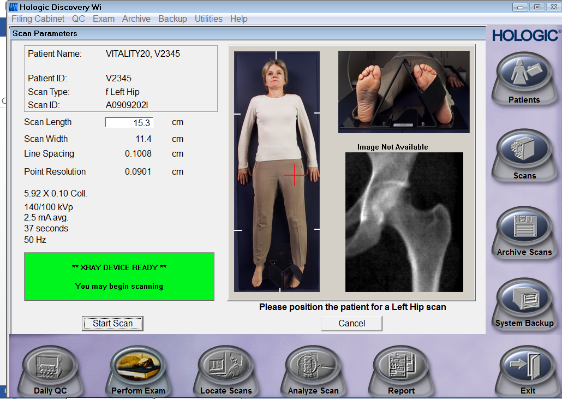 Hologic Discovery Wi
Filing Cabinet QC Exam Archive Backup Utilities Help
Scan Parameters
HOLOGIC
Patient Name: VITALITY20, V2345
Patient ID: V2345
Scan Type: f Left Hip
Scan ID: A0909202I
Scan Length 15.3 cm
Scan Width 11.4 cm
Line Spacing 0.1008 cm
Point Resolution 0.0901 cm
5.92 X 0.10 Coll.
140/100 kVp
2.5 mA avg.
37 seconds
50 Hz
** XRAY DEVICE READY **
You may begin scanning
Image Not Available
Please position the patient for a Left Hip scan
Start Scan
Cancel
Patients
Scans
Archive Scans
System Backup
Daily QC
Perform Exam
Locate Scans
Analyze Scan
Report
Exit